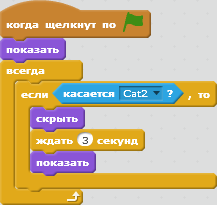 когда щелкнут по
показать
всегда
если касается Cat2 ? , то
скрыть
ждать 3 секунд
показать